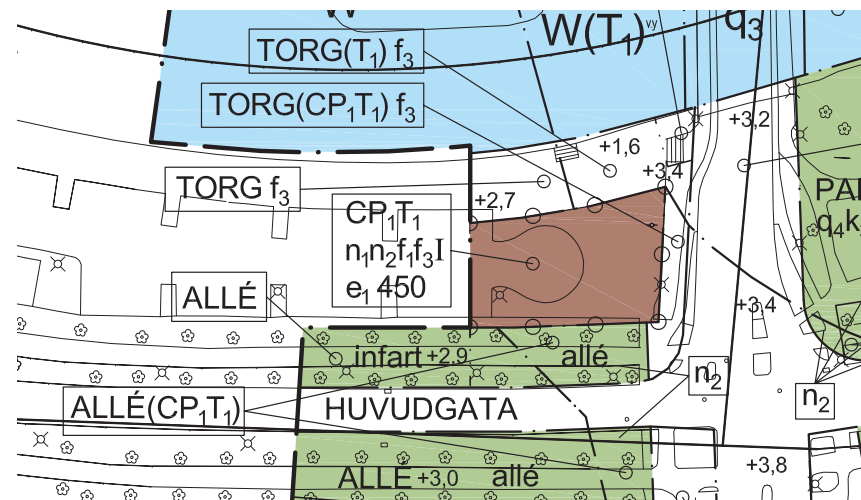 W
W(T₁)vy
q₃
TORG(T₁) f₃
TORG(CP₁T₁) f₃
+1,6
+3,2
+3,4
TORG f₃
+2,7
CP₁T₁
n₁n₂f₁f₃I
e₁ 450
PAR
q₄k
ALLÉ
+3,4
infart +2,9 allé
n₂
n₂
ALLÉ(CP₁T₁)
HUVUDGATA
ALLÉ +3,0 allé
+3,8